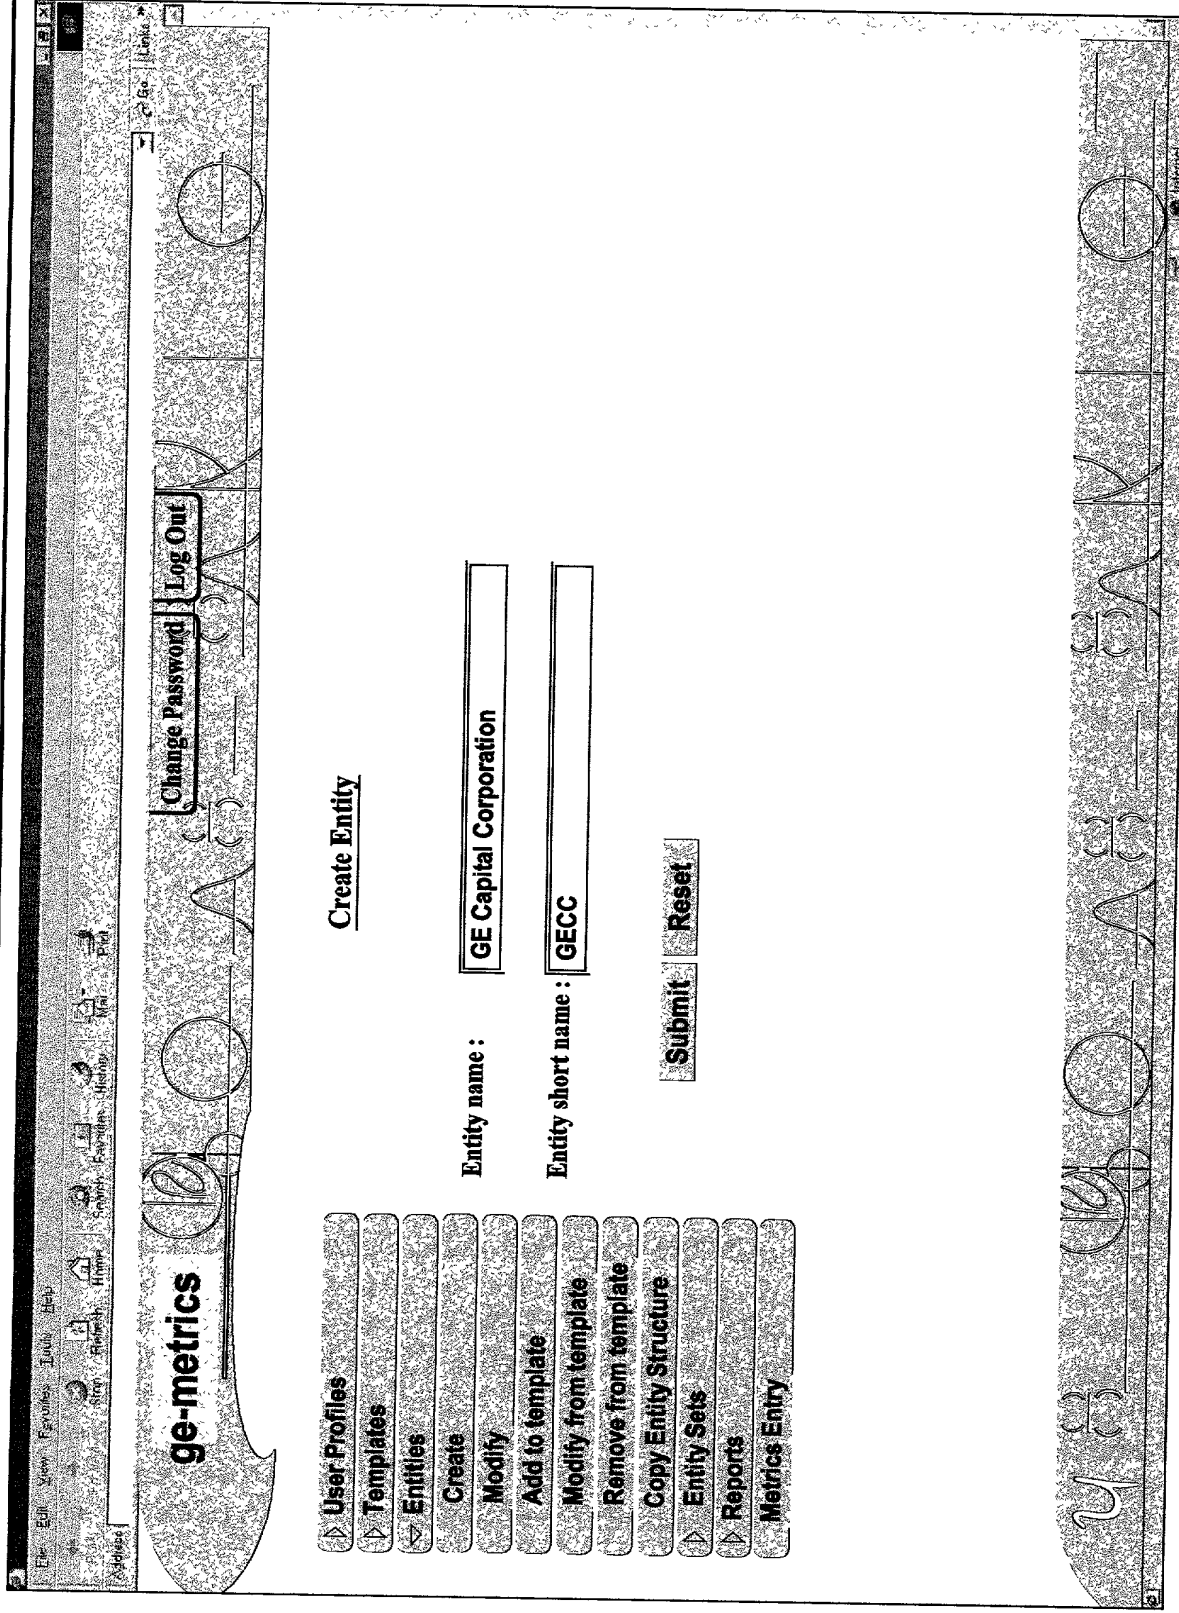 File Edit View Favorites Tools Help
Stop Refresh Home Search Favorites History Mail Print
Address
Go Links
ge-metrics
Change Password Log Out
User Profiles
Templates
Entities
Create
Modify
Add to template
Modify from template
Remove from template
Copy Entity Structure
Entity Sets
Reports
Metrics Entry
Create Entity
Entity name : GE Capital Corporation
Entity short name : GECC
Submit Reset